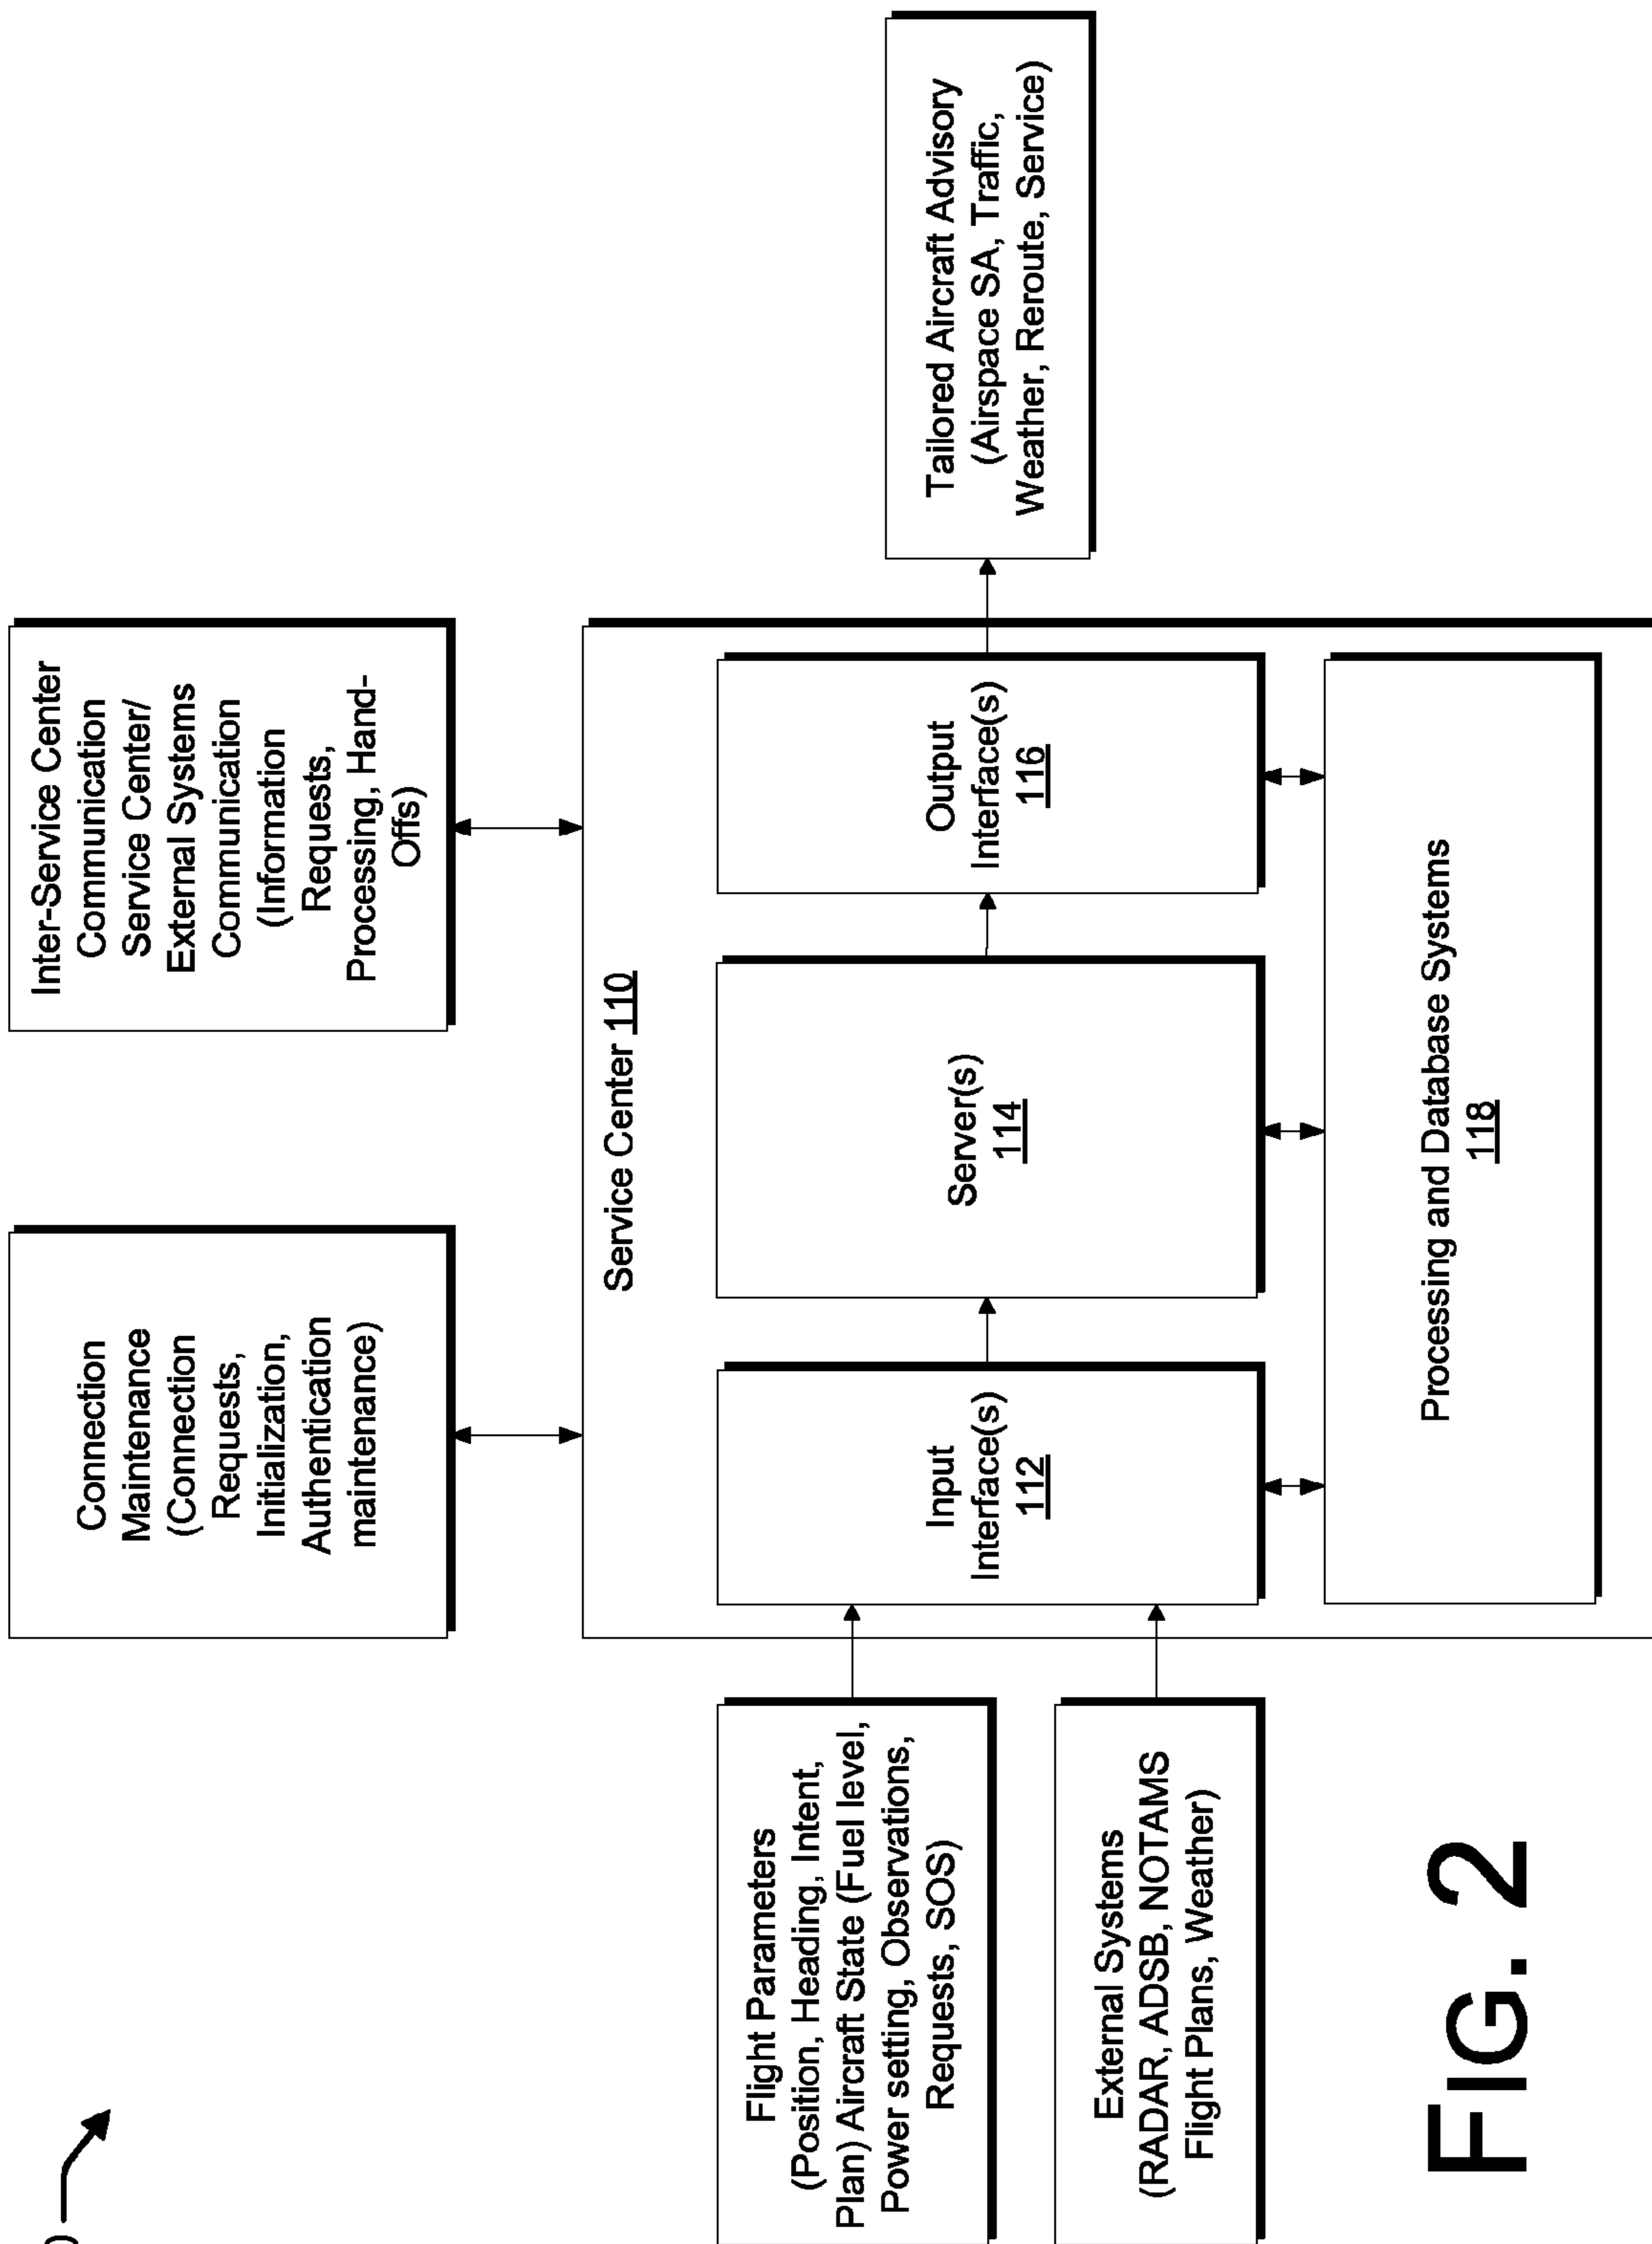 Connection
Maintenance
(Connection
Requests,
Initialization,
Authentication
maintenance)
Inter-Service Center
Communication
Service Center/
External Systems
Communication
(Information
Requests,
Processing, Hand-
Offs)
Service Center 110
Flight Parameters
(Position, Heading, Intent,
Plan) Aircraft State (Fuel level,
Power setting, Observations,
Requests, SOS)
External Systems
(RADAR, ADSB, NOTAMS
Flight Plans, Weather)
Input
Interface(s)
112
Server(s)
114
Output
Interface(s)
116
Tailored Aircraft Advisory
(Airspace SA, Traffic,
Weather, Reroute, Service)
Processing and Database Systems
118
FIG. 2